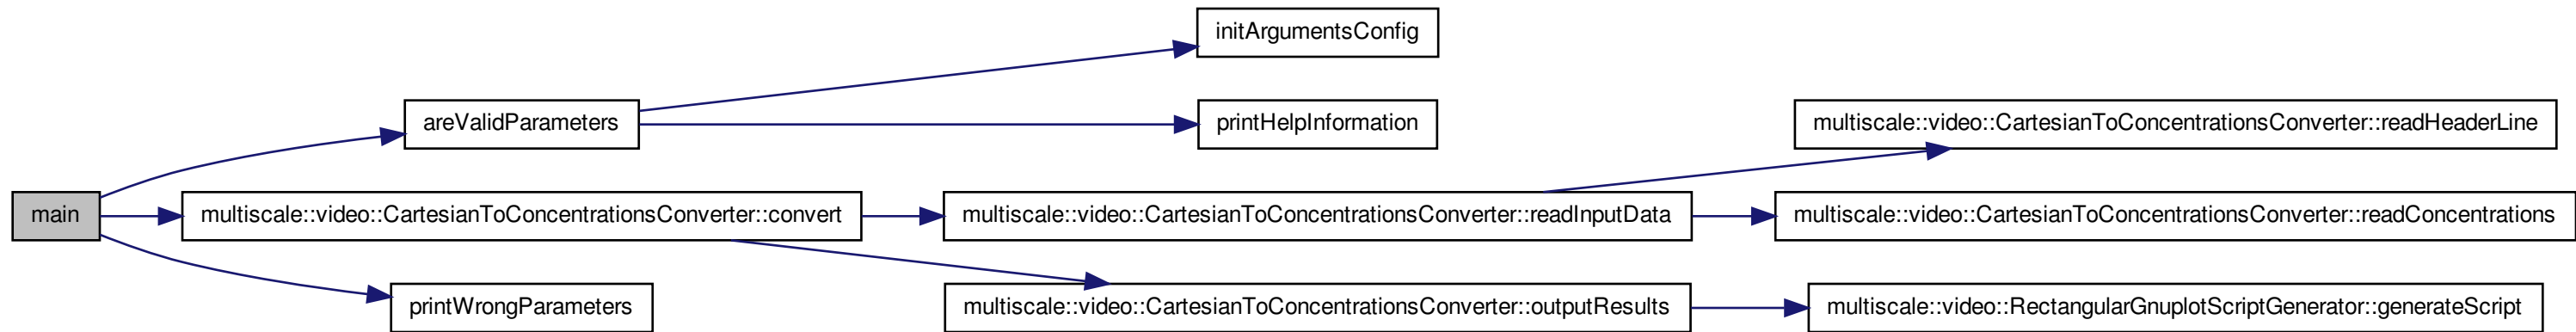 initArgumentsConfig
areValidParameters
printHelpInformation
multiscale::video::CartesianToConcentrationsConverter::readHeaderLine
main
multiscale::video::CartesianToConcentrationsConverter::convert
multiscale::video::CartesianToConcentrationsConverter::readInputData
multiscale::video::CartesianToConcentrationsConverter::readConcentrations
printWrongParameters
multiscale::video::CartesianToConcentrationsConverter::outputResults
multiscale::video::RectangularGnuplotScriptGenerator::generateScript